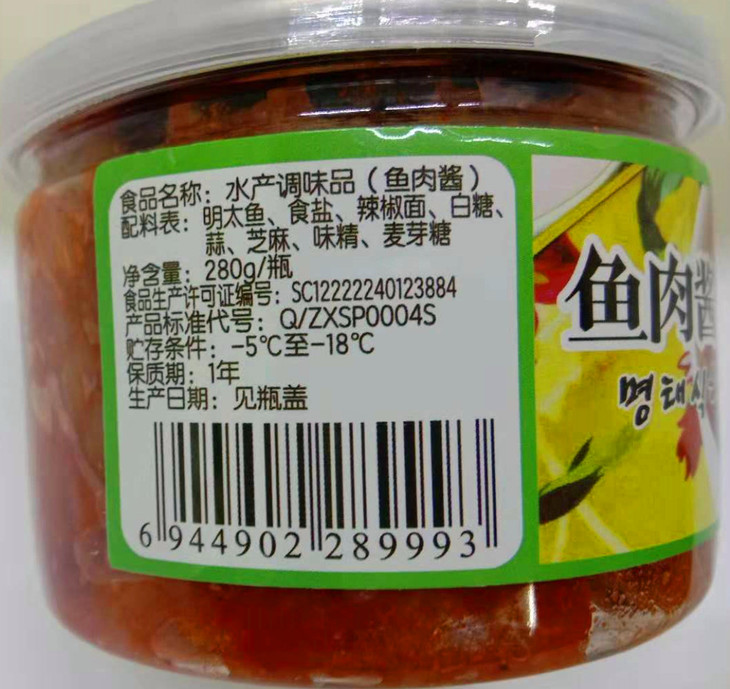 食品名称：水产调味品（鱼肉酱）
配料表：明太鱼、食盐、辣椒面、白糖、
蒜、芝麻、味精、麦芽糖
净含量：280g/瓶
食品生产许可证编号：SC12222240123884
产品标准代号：Q/ZXSP0004S
贮存条件：-5℃至-18℃
保质期：1年
生产日期：见瓶盖
6 944902 289993
鱼肉酱
명태식